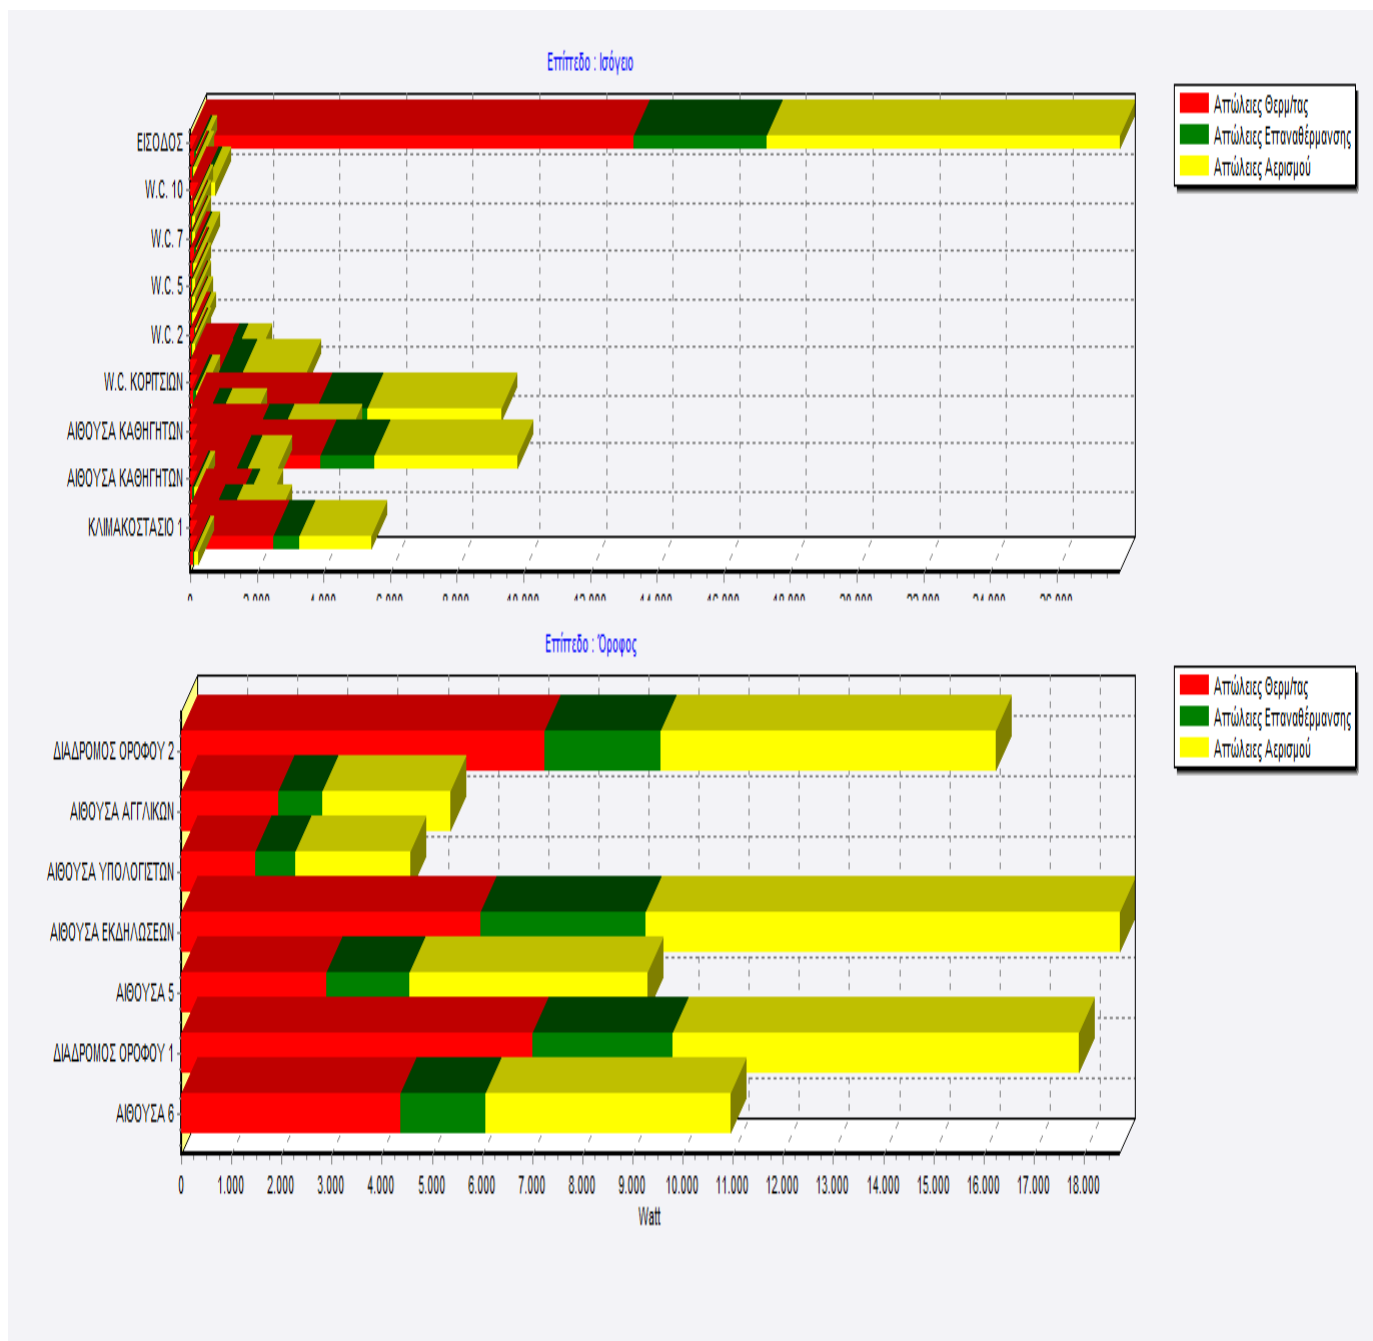 Επίπεδο : Ισόγειο
Απώλειες Θερμ/τας
Απώλειες Επαναθέρμανσης
Απώλειες Αερισμού
ΕΙΣΟΔΟΣ
W.C. 10
W.C. 7
W.C. 5
W.C. 2
W.C. ΚΟΡΙΤΣΙΩΝ
ΑΙΘΟΥΣΑ ΚΑΘΗΓΗΤΩΝ
ΑΙΘΟΥΣΑ ΚΑΘΗΓΗΤΩΝ
ΚΛΙΜΑΚΟΣΤΑΣΙΟ 1
Επίπεδο : Όροφος
Απώλειες Θερμ/τας
Απώλειες Επαναθέρμανσης
Απώλειες Αερισμού
ΔΙΑΔΡΟΜΟΣ ΟΡΟΦΟΥ 2
ΑΙΘΟΥΣΑ ΑΓΓΛΙΚΩΝ
ΑΙΘΟΥΣΑ ΥΠΟΛΟΓΙΣΤΩΝ
ΑΙΘΟΥΣΑ ΕΚΔΗΛΩΣΕΩΝ
ΑΙΘΟΥΣΑ 5
ΔΙΑΔΡΟΜΟΣ ΟΡΟΦΟΥ 1
ΑΙΘΟΥΣΑ 6
0 1.000 2.000 3.000 4.000 5.000 6.000 7.000 8.000 9.000 10.000 11.000 12.000 13.000 14.000 15.000 16.000 17.000 18.000
Watt